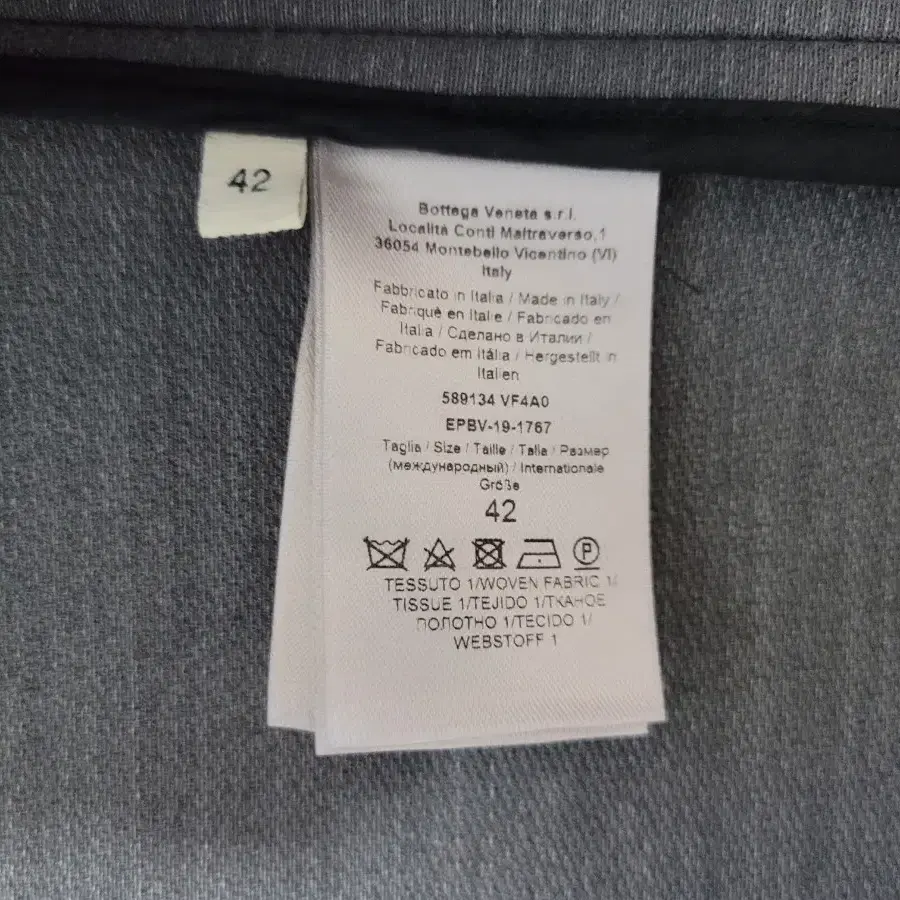 42
Bottega Veneta s.r.l.
Località Conti Maltraverso,1
36054 Montebello Vicentino (VI)
Italy
Fabbricato in Italia / Made in Italy /
Fabriqué en Italie / Fabricado en
Italia / Сделано в Италии /
Fabricado em Itália / Hergestellt in
Italien
589134 VF4A0
EPBV-19-1767
Taglia / Size / Taille / Talla / Размер
(международный) / Internationale
Größe
42
P
TESSUTO 1/WOVEN FABRIC 1/
TISSUE 1/TEJIDO 1/ТКАНОЕ
ПОЛОТНО 1/TECIDO 1/
WEBSTOFF 1